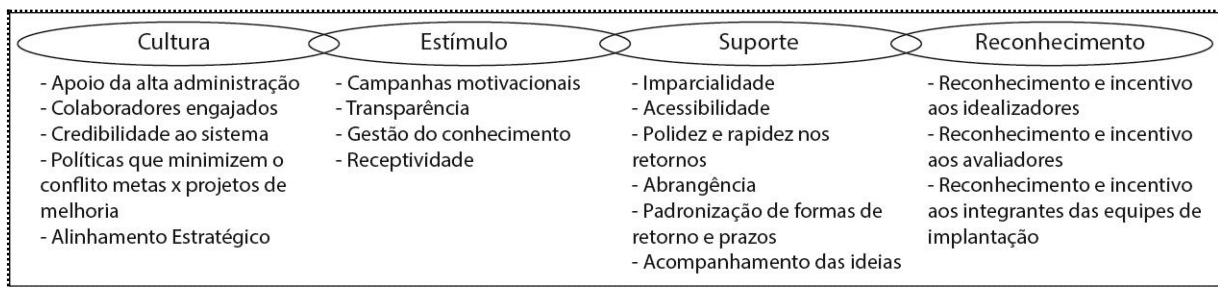 Cultura
- Apoio da alta administração
- Colaboradores engajados
- Credibilidade ao sistema
- Políticas que minimizem o
conflito metas x projetos de
melhoria
- Alinhamento Estratégico
Estímulo
- Campanhas motivacionais
- Transparência
- Gestão do conhecimento
- Receptividade
Suporte
- Imparcialidade
- Acessibilidade
- Polidez e rapidez nos
retornos
- Abrangência
- Padronização de formas de
retorno e prazos
- Acompanhamento das ideias
Reconhecimento
- Reconhecimento e incentivo
aos idealizadores
- Reconhecimento e incentivo
aos avaliadores
- Reconhecimento e incentivo
aos integrantes das equipes de
implantação